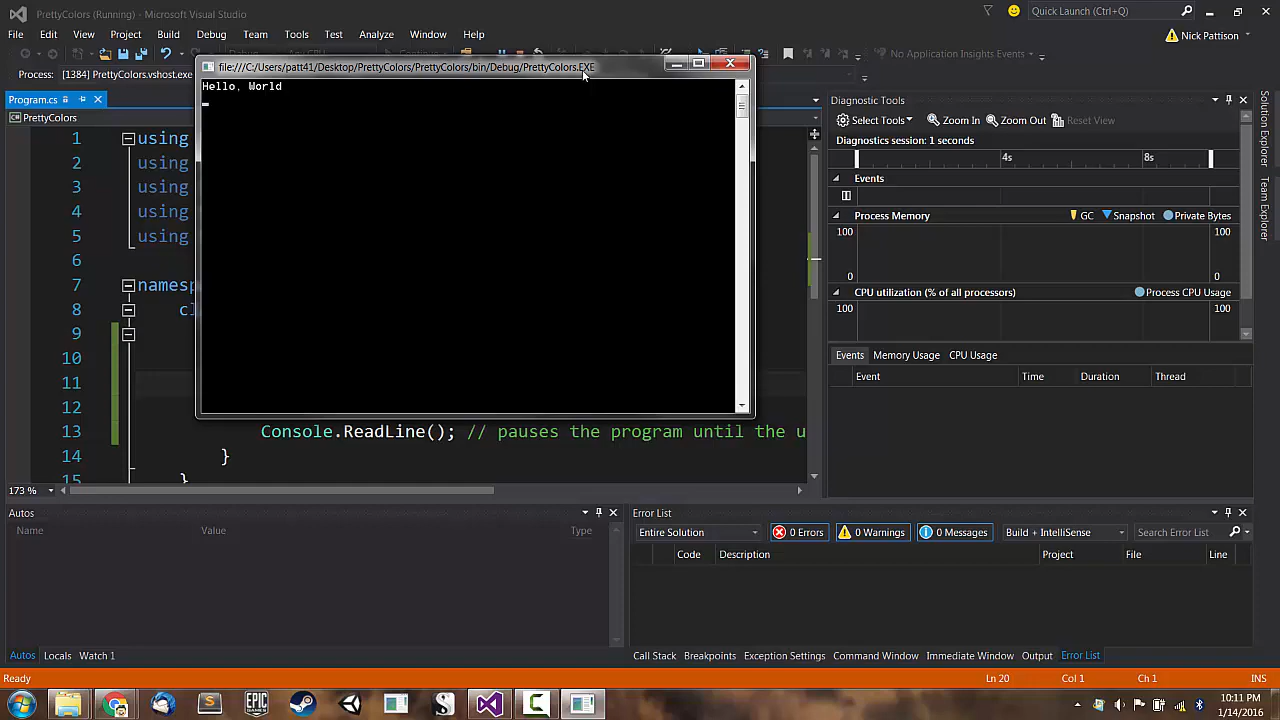 PrettyColors (Running) - Microsoft Visual Studio
Quick Launch (Ctrl+Q)
File Edit View Project Build Debug Team Tools Test Analyze Window Help
Nick Pattison
No Application Insights Events
Process: [1384] PrettyColors.vshost.exe
file:///C:/Users/patt41/Desktop/PrettyColors/PrettyColors/bin/Debug/PrettyColors.EXE
Hello, World
Program.cs
PrettyColors
1 using
2 using
3 using
4 using
5 using
6
7 namesp
8 cl
9
10
11
12
13 Console.ReadLine(); // pauses the program until the u
14 }
15 }
173 %
Diagnostic Tools
Select Tools Zoom In Zoom Out Reset View
Diagnostics session: 1 seconds
4s 8s
Events
Process Memory GC Snapshot Private Bytes
100 100
0 0
CPU utilization (% of all processors) Process CPU Usage
100 100
Events Memory Usage CPU Usage
Event Time Duration Thread
Solution Explorer
Team Explorer
Autos
Name Value Type
Autos Locals Watch 1
Error List
Entire Solution 0 Errors 0 Warnings 0 Messages Build + IntelliSense Search Error List
Code Description Project File Line
Call Stack Breakpoints Exception Settings Command Window Immediate Window Output Error List
Ready Ln 20 Col 1 Ch 1 INS
EPIC GAMES
10:11 PM
1/14/2016